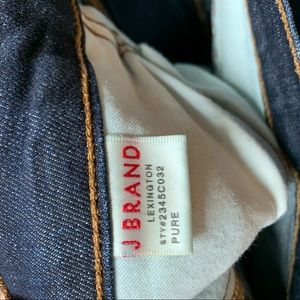 J BRAND
LEXINGTON
STY#2345C032
PURE